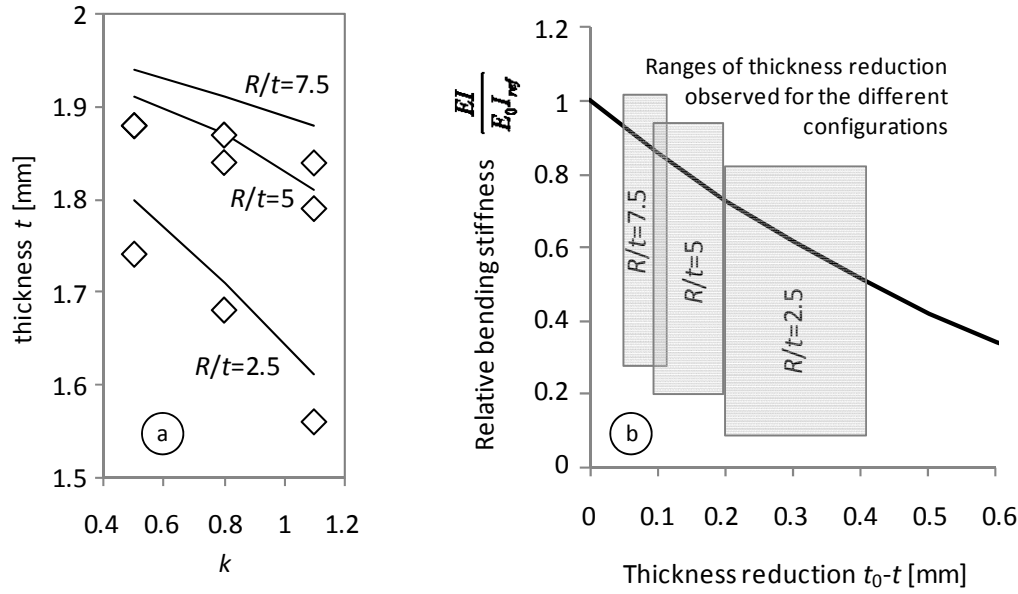 2
1.9
1.8
1.7
1.6
1.5
thickness t [mm]
0.4 0.6 0.8 1 1.2
k
R/t=7.5
R/t=5
R/t=2.5
a
1.2
1
0.8
0.6
0.4
0.2
0
Relative bending stiffness EI / E₀I_ref
0 0.1 0.2 0.3 0.4 0.5 0.6
Thickness reduction t₀-t [mm]
Ranges of thickness reduction
observed for the different
configurations
R/t=7.5
R/t=5
R/t=2.5
b